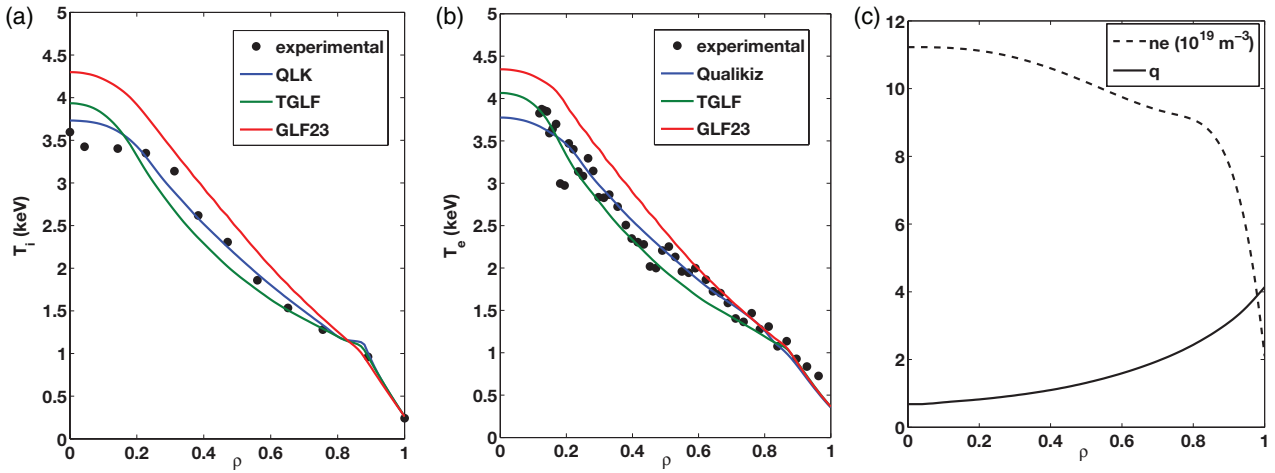 (a)
4.5
4
3.5
3
2.5
2
1.5
1
0.5
0
T_i (keV)
0 0.2 0.4 0.6 0.8 1
ρ
experimental
QLK
TGLF
GLF23
(b)
5
4.5
4
3.5
3
2.5
2
1.5
1
0.5
0
T_e (keV)
0 0.2 0.4 0.6 0.8 1
ρ
experimental
Qualikiz
TGLF
GLF23
(c)
12
10
8
6
4
2
0
0 0.2 0.4 0.6 0.8 1
ρ
ne (10^19 m^−3)
q